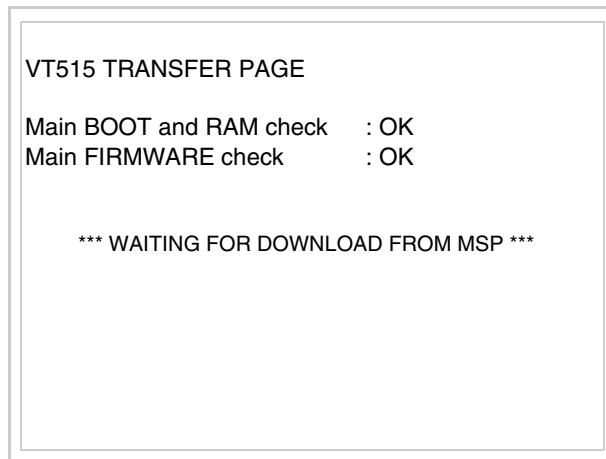 VT515 TRANSFER PAGE
Main BOOT and RAM check : OK
Main FIRMWARE check : OK
*** WAITING FOR DOWNLOAD FROM MSP ***